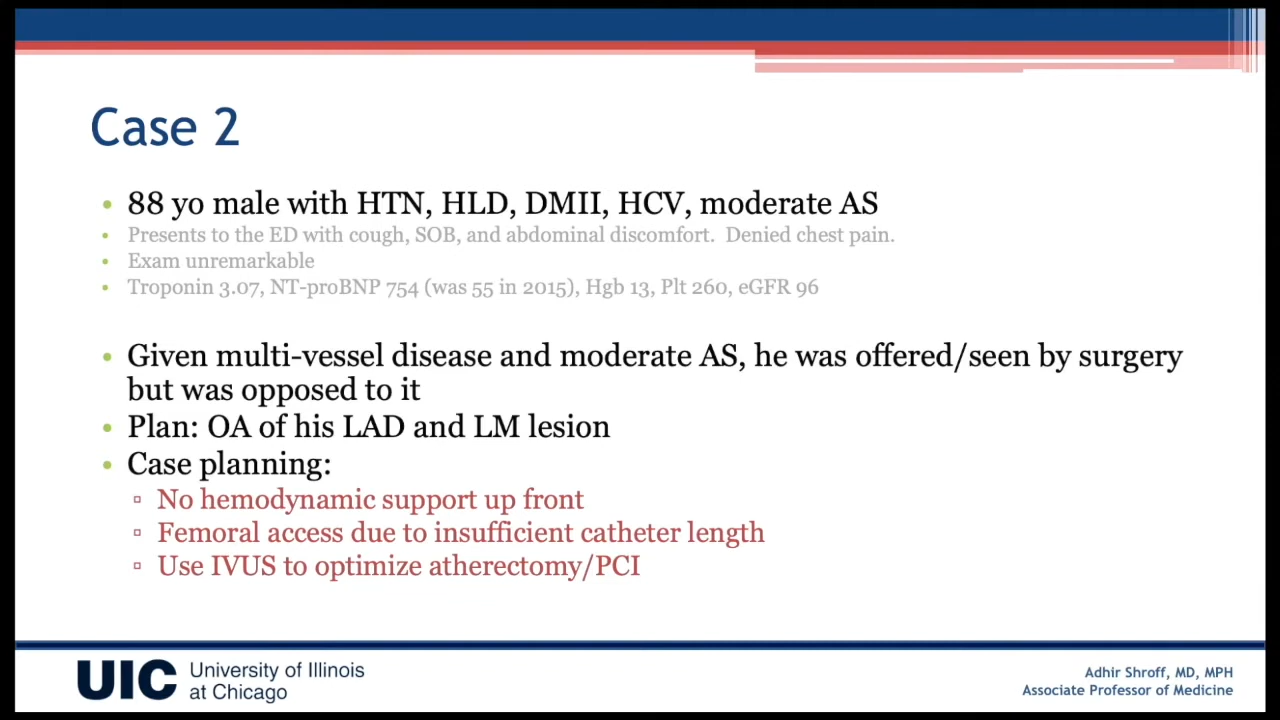 Case 2
• 88 yo male with HTN, HLD, DMII, HCV, moderate AS
• Presents to the ED with cough, SOB, and abdominal discomfort. Denied chest pain.
• Exam unremarkable
• Troponin 3.07, NT-proBNP 754 (was 55 in 2015), Hgb 13, Plt 260, eGFR 96
• Given multi-vessel disease and moderate AS, he was offered/seen by surgery
but was opposed to it
• Plan: OA of his LAD and LM lesion
• Case planning:
▫ No hemodynamic support up front
▫ Femoral access due to insufficient catheter length
▫ Use IVUS to optimize atherectomy/PCI
UIC University of Illinois
at Chicago
Adhir Shroff, MD, MPH
Associate Professor of Medicine